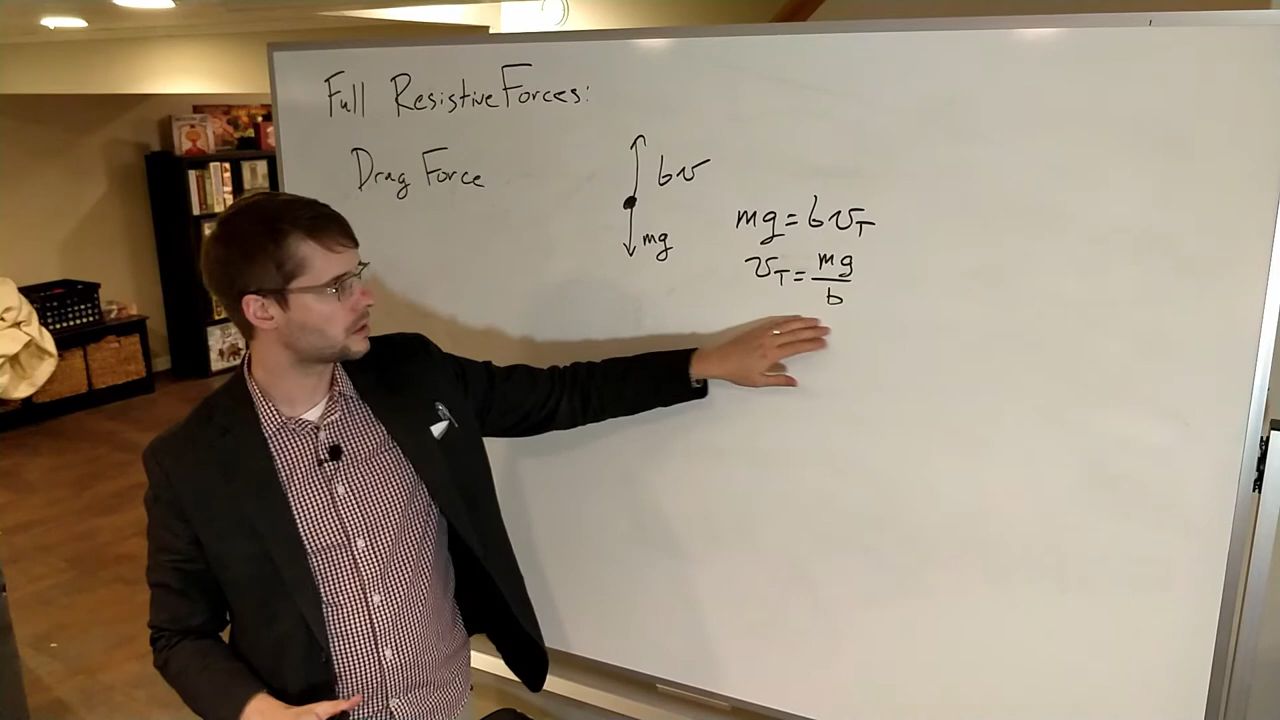 Full Resistive Forces:
Drag Force
bv
mg
mg = bv_T
v_T = mg/b